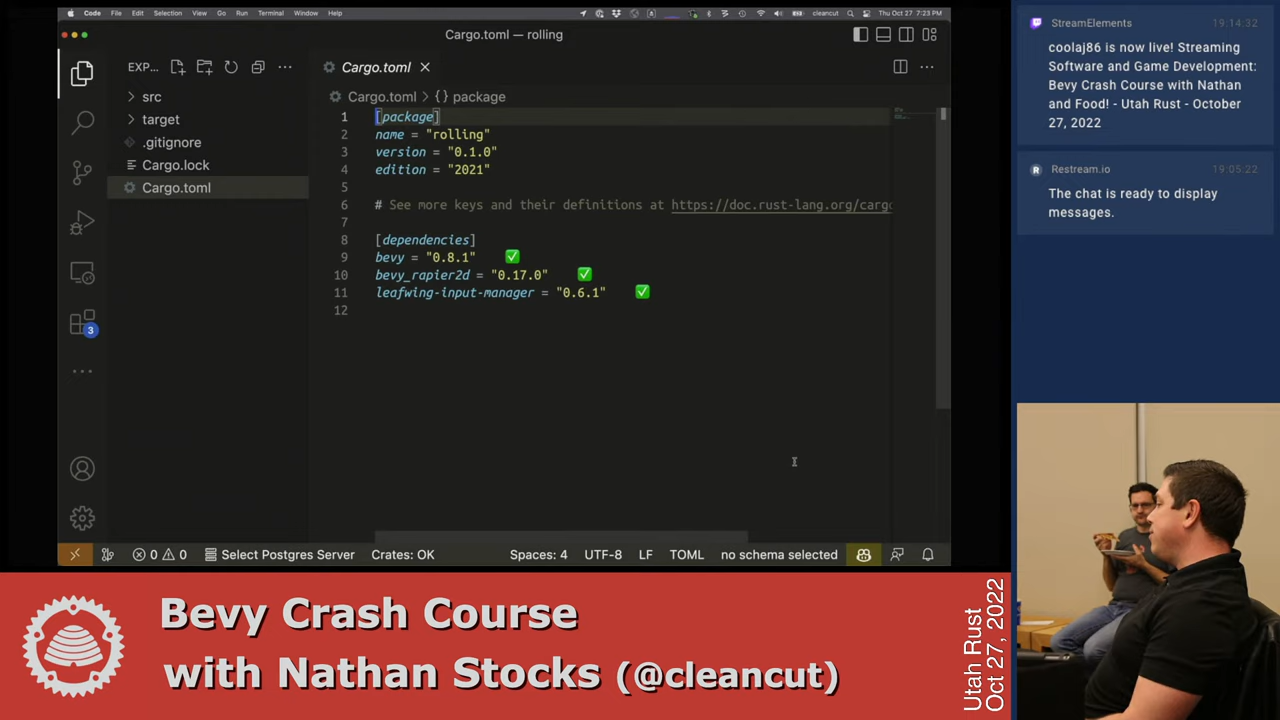 Code File Edit Selection View Go Run Terminal Window Help
cleancut Thu Oct 27 7:23 PM
Cargo.toml — rolling
EXP...
src
target
.gitignore
Cargo.lock
Cargo.toml
3
Cargo.toml
Cargo.toml > {} package
1 [package]
2 name = "rolling"
3 version = "0.1.0"
4 edition = "2021"
5
6 # See more keys and their definitions at https://doc.rust-lang.org/cargo
7
8 [dependencies]
9 bevy = "0.8.1" ✅
10 bevy_rapier2d = "0.17.0" ✅
11 leafwing-input-manager = "0.6.1" ✅
12
0 0 Select Postgres Server Crates: OK Spaces: 4 UTF-8 LF TOML no schema selected
StreamElements 19:14:32
coolaj86 is now live! Streaming
Software and Game Development:
Bevy Crash Course with Nathan
and Food! - Utah Rust - October
27, 2022
Restream.io 19:05:22
The chat is ready to display
messages.
Bevy Crash Course
with Nathan Stocks (@cleancut)
Utah Rust
Oct 27, 2022